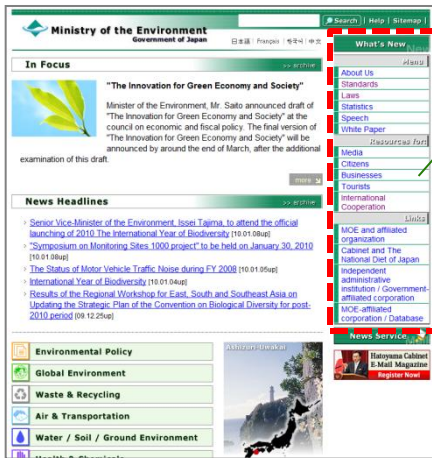 Search | Help | Sitemap |
Ministry of the Environment
Government of Japan
日本語 | Français | 한국어 | 中文
In Focus
>> archive
"The Innovation for Green Economy and Society"
Minister of the Environment, Mr. Saito announced draft of
"The Innovation for Green Economy and Society" at the
council on economic and fiscal policy. The final version of
"The Innovation for Green Economy and Society" will be
announced by around the end of March, after the additional
examination of this draft.
more
News Headlines
>> archive
Senior Vice-Minister of the Environment, Issei Tajima, to attend the official
launching of 2010 The International Year of Biodiversity [10.01.08up]
"Symposium on Monitoring Sites 1000 project" to be held on January 30, 2010
[10.01.08up]
The Status of Motor Vehicle Traffic Noise during FY 2008 [10.01.05up]
International Year of Biodiversity [10.01.04up]
Results of the Regional Workshop for East, South and Southeast Asia on
Updating the Strategic Plan of the Convention on Biological Diversity for post-
2010 period [09.12.25up]
Environmental Policy
Global Environment
Waste & Recycling
Air & Transportation
Water / Soil / Ground Environment
Ashizuri-Uwakai
What's New
Menu
About Us
Standards
Laws
Statistics
Speech
White Paper
Resources for:
Media
Citizens
Businesses
Tourists
International
Cooperation
Links
MOE and affiliated
organization
Cabinet and The
National Diet of Japan
Independent
administrative
institution / Government-
affiliated corporation
MOE-affiliated
corporation / Database
News Service
Hatoyama Cabinet
E-Mail Magazine
Register Now!